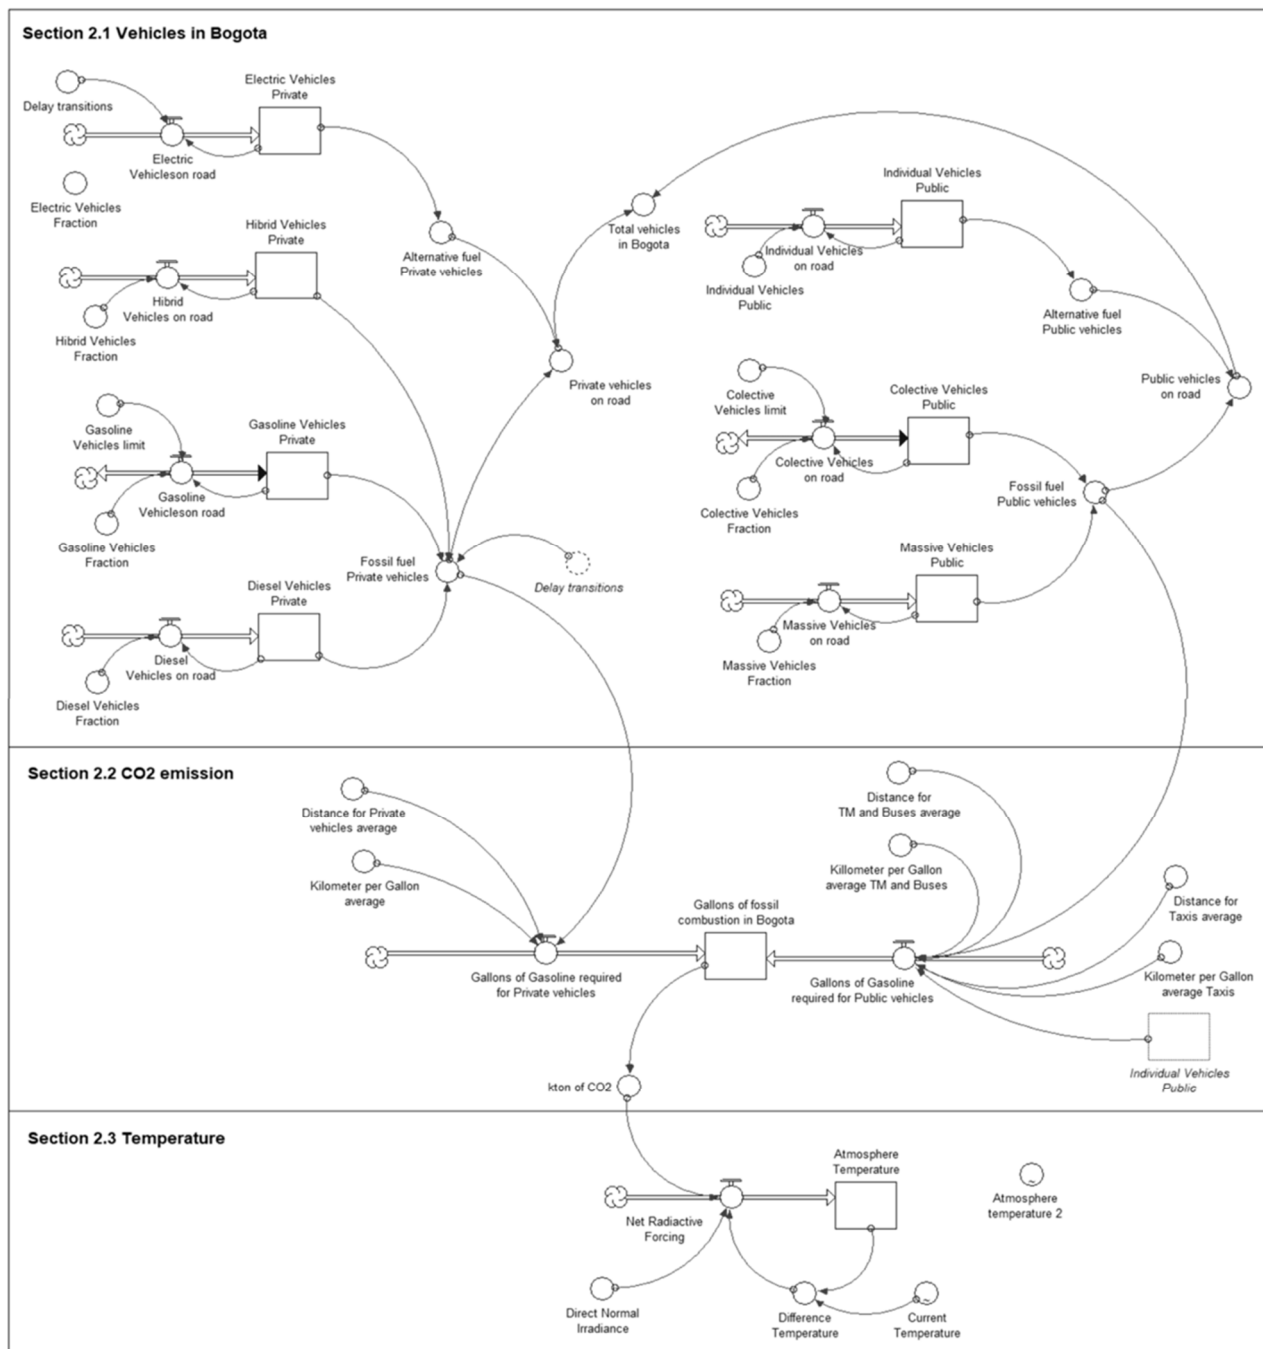 Section 2.1 Vehicles in Bogota
Delay transitions
Electric Vehicles
Private
Electric
Vehicleson road
Electric Vehicles
Fraction
Hibrid Vehicles
Private
Hibrid
Vehicles on road
Hibrid Vehicles
Fraction
Alternative fuel
Private vehicles
Gasoline
Vehicles limit
Gasoline Vehicles
Private
Gasoline
Vehicleson road
Gasoline Vehicles
Fraction
Fossil fuel
Private vehicles
Delay transitions
Diesel Vehicles
Private
Diesel
Vehicles on road
Diesel Vehicles
Fraction
Private vehicles
on road
Total vehicles
in Bogota
Individual Vehicles
Public
Individual Vehicles
on road
Individual Vehicles
Public
Alternative fuel
Public vehicles
Public vehicles
on road
Colective
Vehicles limit
Colective Vehicles
Public
Colective Vehicles
on road
Colective Vehicles
Fraction
Fossil fuel
Public vehicles
Massive Vehicles
Public
Massive Vehicles
on road
Massive Vehicles
Fraction
Section 2.2 CO2 emission
Distance for Private
vehicles average
Kilometer per Gallon
average
Gallons of Gasoline required
for Private vehicles
Gallons of fossil
combustion in Bogota
Distance for
TM and Buses average
Killometer per Gallon
average TM and Buses
Gallons of Gasoline
required for Public vehicles
Distance for
Taxis average
Kilometer per Gallon
average Taxis
Individual Vehicles
Public
kton of CO2
Section 2.3 Temperature
Atmosphere
Temperature
Net Radiactive
Forcing
Atmosphere
temperature 2
Direct Normal
Irradiance
Difference
Temperature
Current
Temperature